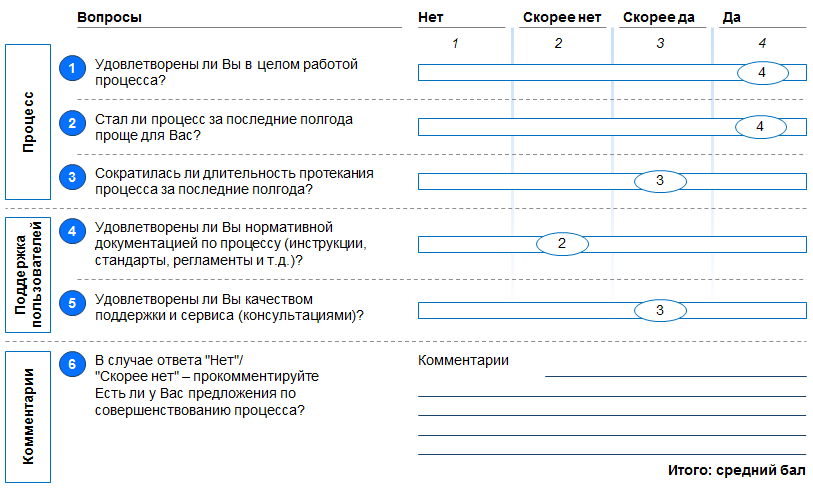 Вопросы Нет Скорее нет Скорее да Да
1 2 3 4
Процесс
1 Удовлетворены ли Вы в целом работой
процесса?
4
2 Стал ли процесс за последние полгода
проще для Вас?
4
3 Сократилась ли длительность протекания
процесса за последние полгода?
3
Поддержка
пользователей
4 Удовлетворены ли Вы нормативной
документацией по процессу (инструкции,
стандарты, регламенты и т.д.)?
2
5 Удовлетворены ли Вы качеством
поддержки и сервиса (консультациями)?
3
Комментарии
6 В случае ответа "Нет"/
"Скорее нет" – прокомментируйте
Есть ли у Вас предложения по
совершенствованию процесса?
Комментарии
Итого: средний бал